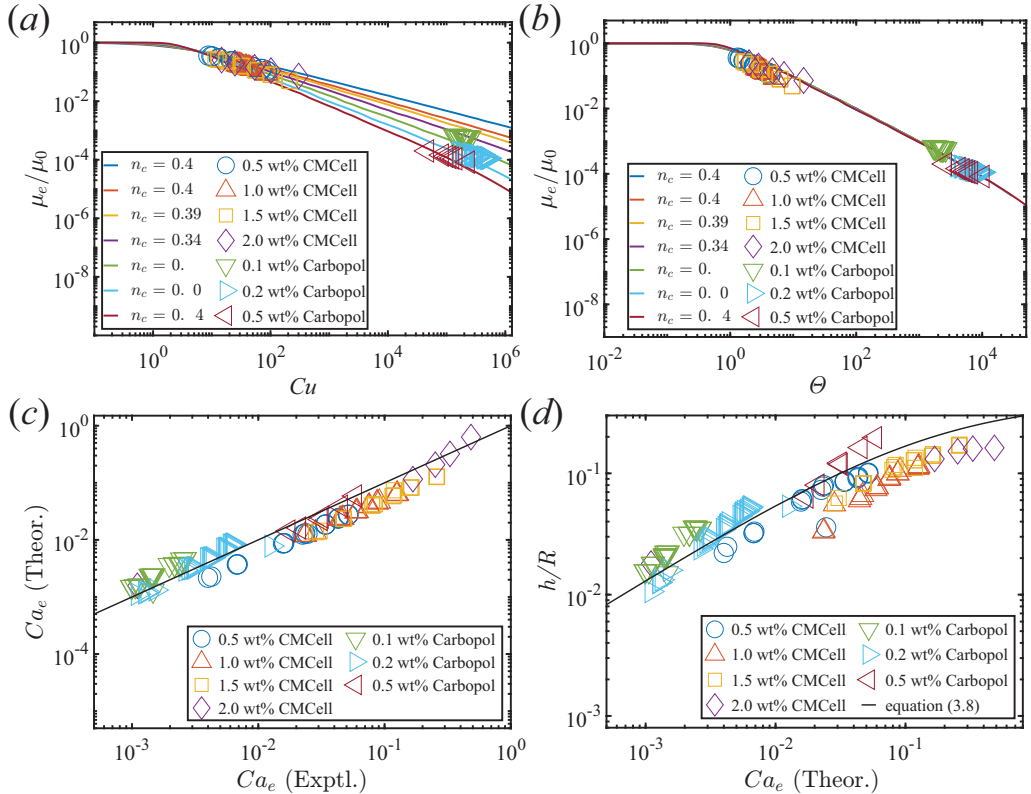 (a)
10^0
10^-2
10^-4
10^-6
10^-8
μ_e/μ_0
n_c = 0.4
n_c = 0.4
n_c = 0.39
n_c = 0.34
n_c = 0.
n_c = 0. 0
n_c = 0. 4
0.5 wt% CMCell
1.0 wt% CMCell
1.5 wt% CMCell
2.0 wt% CMCell
0.1 wt% Carbopol
0.2 wt% Carbopol
0.5 wt% Carbopol
10^0 10^2 10^4 10^6
Cu
(b)
10^0
10^-2
10^-4
10^-6
10^-8
μ_e/μ_0
n_c = 0.4
n_c = 0.4
n_c = 0.39
n_c = 0.34
n_c = 0.
n_c = 0. 0
n_c = 0. 4
0.5 wt% CMCell
1.0 wt% CMCell
1.5 wt% CMCell
2.0 wt% CMCell
0.1 wt% Carbopol
0.2 wt% Carbopol
0.5 wt% Carbopol
10^-2 10^0 10^2 10^4
Θ
(c)
10^0
10^-2
10^-4
Ca_e (Theor.)
0.5 wt% CMCell
1.0 wt% CMCell
1.5 wt% CMCell
2.0 wt% CMCell
0.1 wt% Carbopol
0.2 wt% Carbopol
0.5 wt% Carbopol
10^-3 10^-2 10^-1 10^0
Ca_e (Exptl.)
(d)
10^-1
10^-2
10^-3
h/R
0.5 wt% CMCell
1.0 wt% CMCell
1.5 wt% CMCell
2.0 wt% CMCell
0.1 wt% Carbopol
0.2 wt% Carbopol
0.5 wt% Carbopol
equation (3.8)
10^-3 10^-2 10^-1
Ca_e (Theor.)